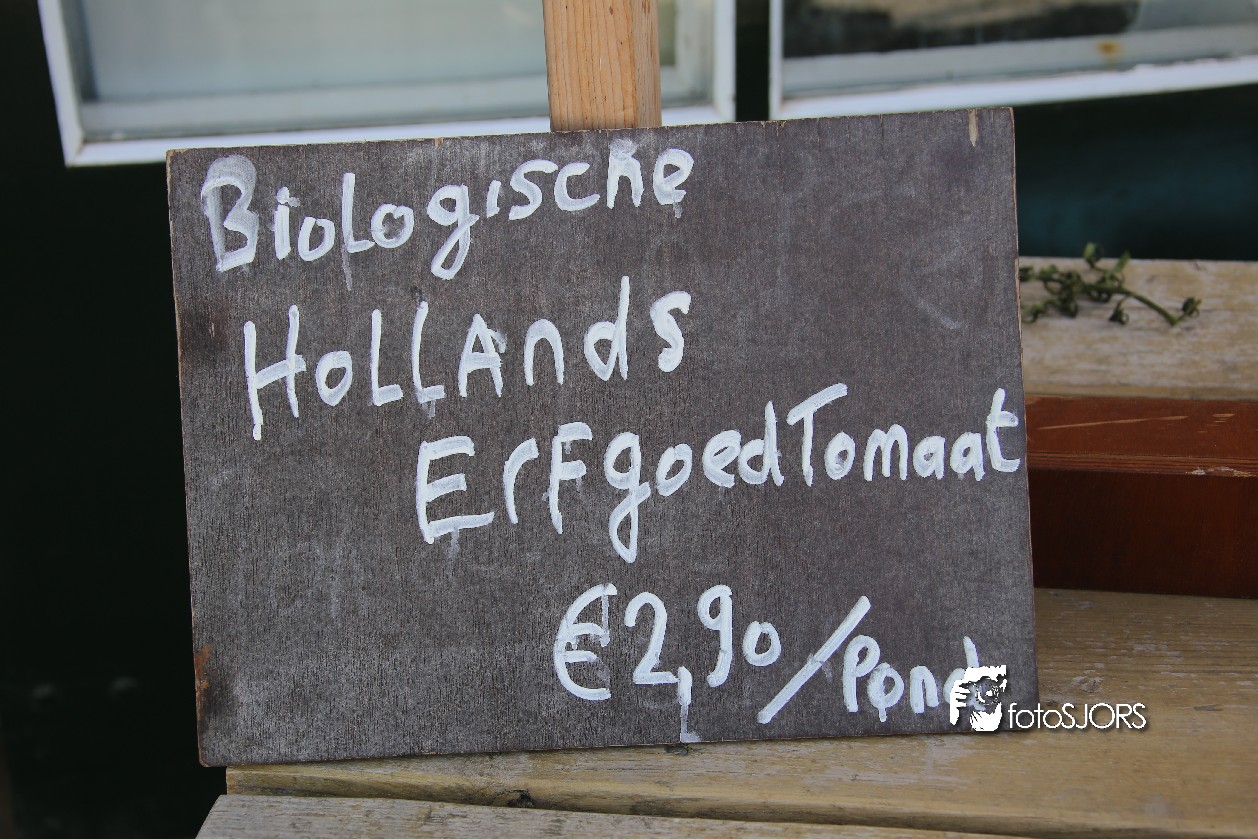 Biologische
HoLLAnds
ErFgoedTomaat
€2,90/Pond
fotoSJORS